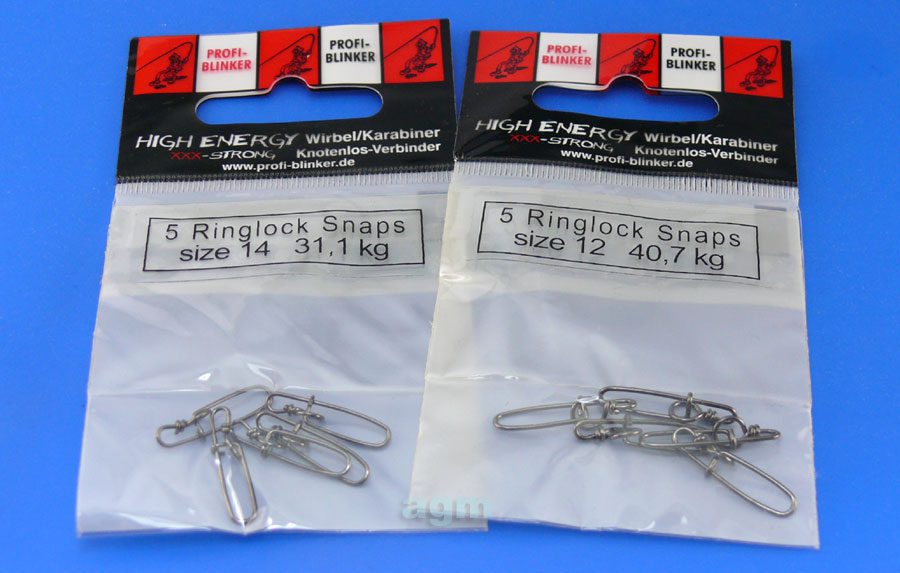 PROFI-
BLINKER
PROFI-
BLINKER
HIGH ENERGY Wirbel/Karabiner
XXX-STRONG Knotenlos-Verbinder
www.profi-blinker.de
5 Ringlock Snaps
size 14 31,1 kg
PROFI-
BLINKER
PROFI-
BLINKER
HIGH ENERGY Wirbel/Karabiner
XXX-STRONG Knotenlos-Verbinder
www.profi-blinker.de
5 Ringlock Snaps
size 12 40,7 kg
agm